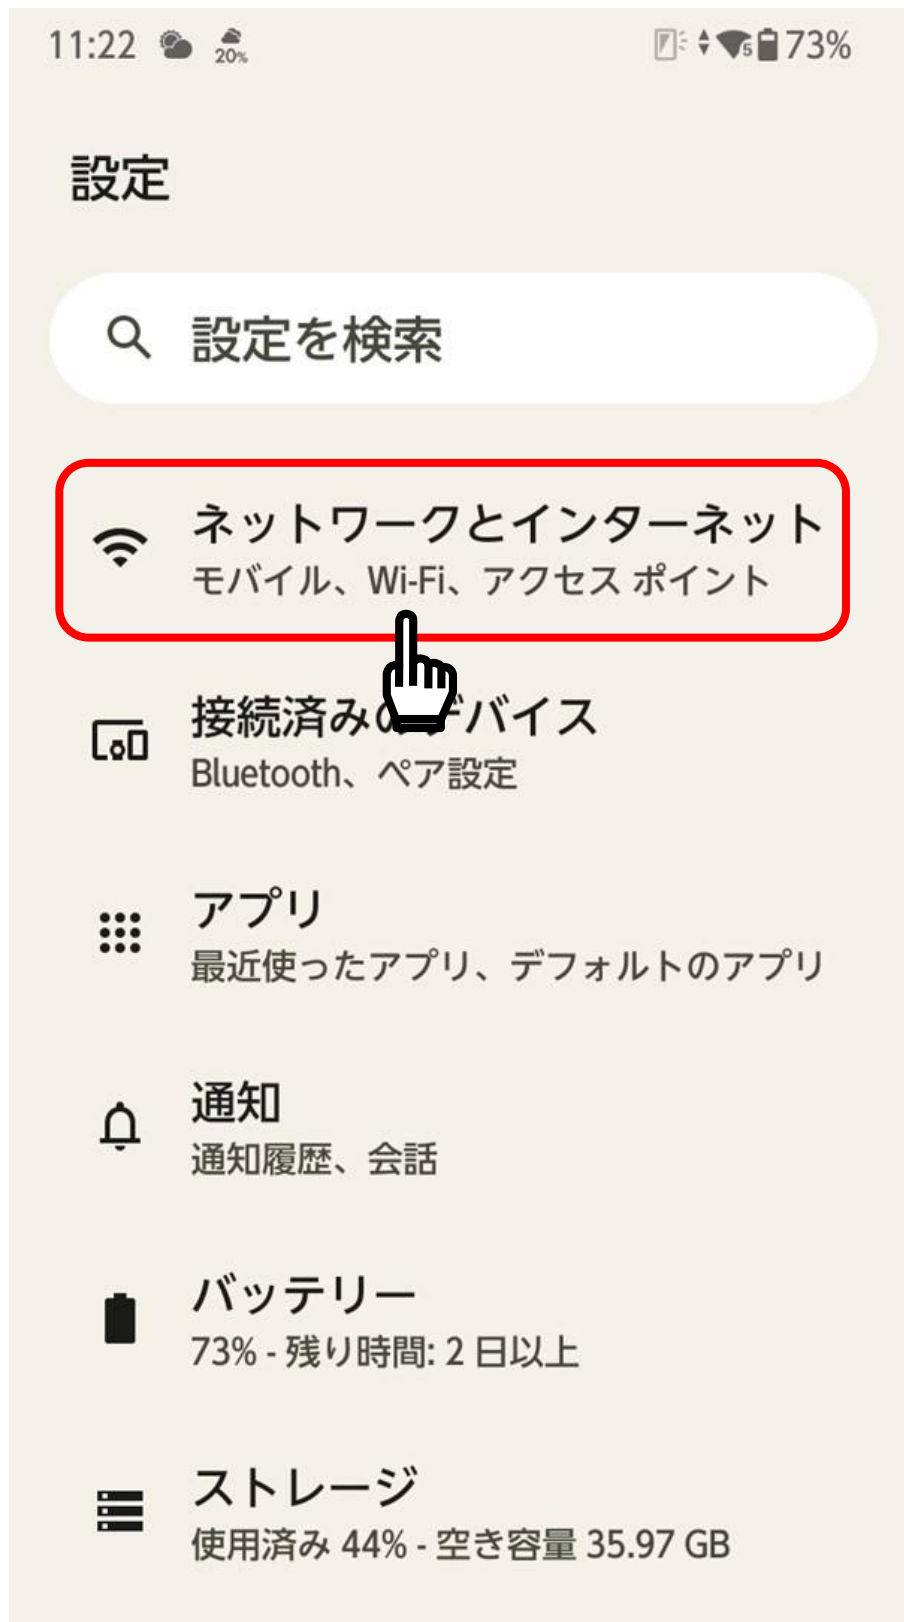 11:22 20% 5 73%
設定
設定を検索
ネットワークとインターネット
モバイル、Wi-Fi、アクセス ポイント
接続済みのデバイス
Bluetooth、ペア設定
アプリ
最近使ったアプリ、デフォルトのアプリ
通知
通知履歴、会話
バッテリー
73% - 残り時間: 2 日以上
ストレージ
使用済み 44% - 空き容量 35.97 GB